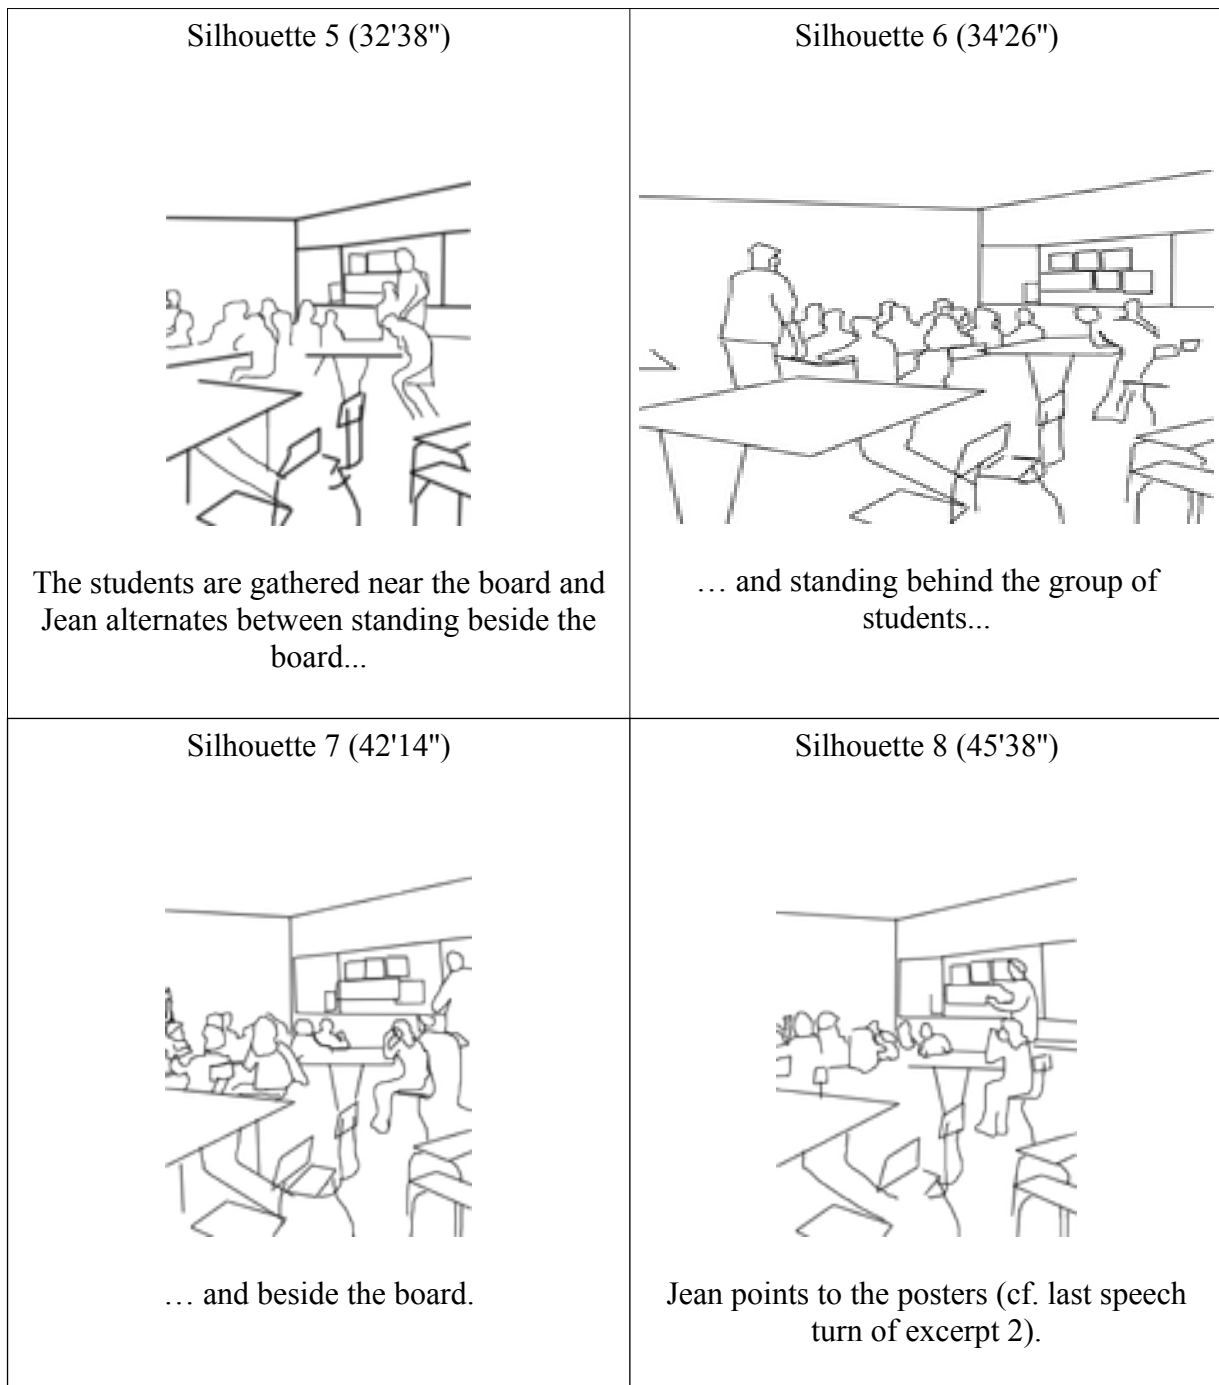 Silhouette 5 (32'38")
The students are gathered near the board and
Jean alternates between standing beside the
board...
Silhouette 6 (34'26")
… and standing behind the group of
students...
Silhouette 7 (42'14")
… and beside the board.
Silhouette 8 (45'38")
Jean points to the posters (cf. last speech
turn of excerpt 2).